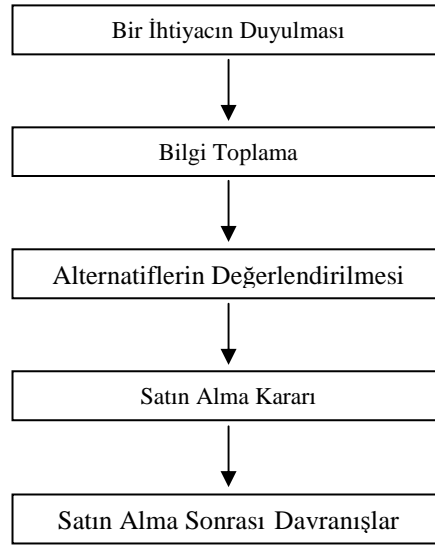 Bir İhtiyacın Duyulması
Bilgi Toplama
Alternatiflerin Değerlendirilmesi
Satın Alma Kararı
Satın Alma Sonrası Davranışlar